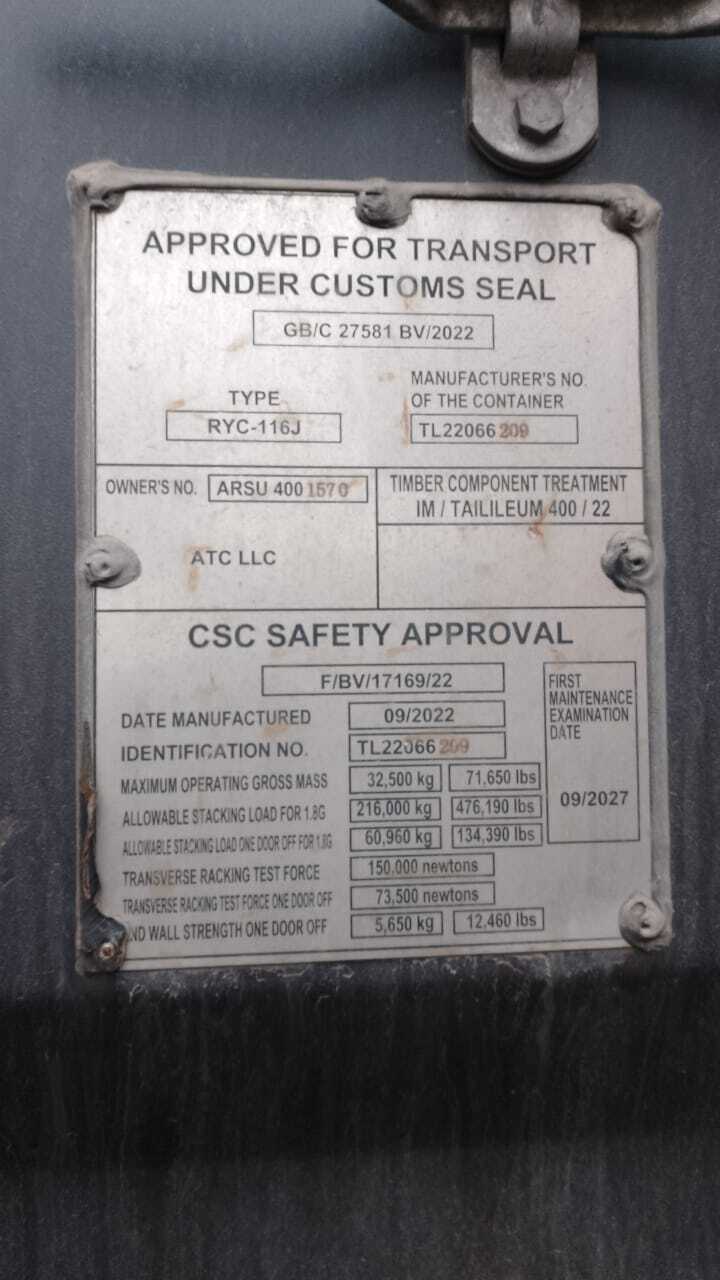 APPROVED FOR TRANSPORT
UNDER CUSTOMS SEAL
GB/C 27581 BV/2022
TYPE
RYC-116J
MANUFACTURER'S NO.
OF THE CONTAINER
TL22066 209
OWNER'S NO. ARSU 400 1570
TIMBER COMPONENT TREATMENT
IM / TAILILEUM 400 / 22
ATC LLC
CSC SAFETY APPROVAL
F/BV/17169/22
DATE MANUFACTURED 09/2022
IDENTIFICATION NO. TL22066 209
MAXIMUM OPERATING GROSS MASS 32,500 kg 71,650 lbs
ALLOWABLE STACKING LOAD FOR 1.8G 216,000 kg 476,190 lbs
ALLOWABLE STACKING LOAD ONE DOOR OFF FOR 1.8G 60,960 kg 134,390 lbs
TRANSVERSE RACKING TEST FORCE 150,000 newtons
TRANSVERSE RACKING TEST FORCE ONE DOOR OFF 73,500 newtons
END WALL STRENGTH ONE DOOR OFF 5,650 kg 12,460 lbs
FIRST
MAINTENANCE
EXAMINATION
DATE
09/2027